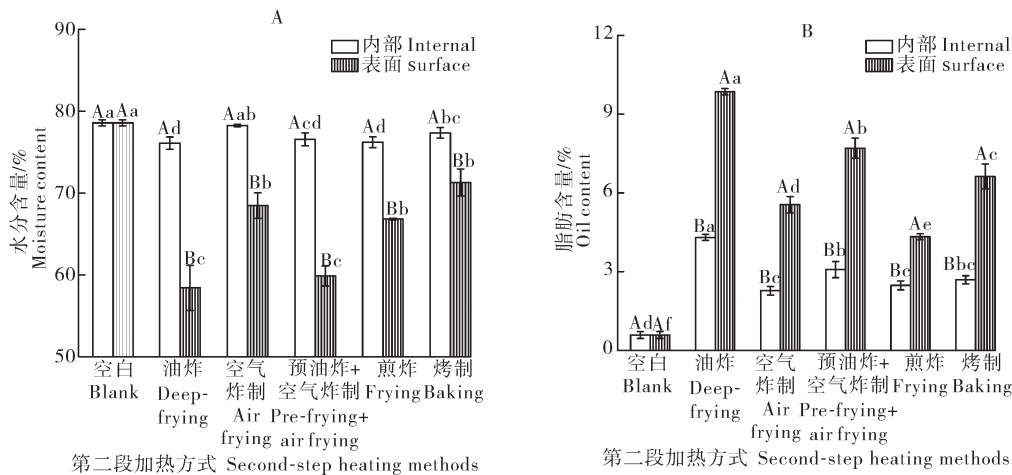 A
90
80
70
60
50
水分含量/%
Moisture content
内部 Internal
表面 surface
Aa Aa
Ad
Bc
Aab
Bb
Acd
Bc
Ad
Bb
Abc
Bb
空白
Blank
油炸
Deep-
frying
空气
炸制
Air
frying
预油炸+
空气炸制
Pre-frying+
air frying
煎炸
Frying
烤制
Baking
第二段加热方式 Second-step heating methods
B
12
9
6
3
0
脂肪含量/%
Oil content
内部 Internal
表面 surface
Ad Af
Ba
Aa
Bc
Ad
Bb
Ab
Bc
Ae
Bbc
Ac
空白
Blank
油炸
Deep-
frying
空气
炸制
Air
frying
预油炸+
空气炸制
Pre-frying+
air frying
煎炸
Frying
烤制
Baking
第二段加热方式 Second-step heating methods